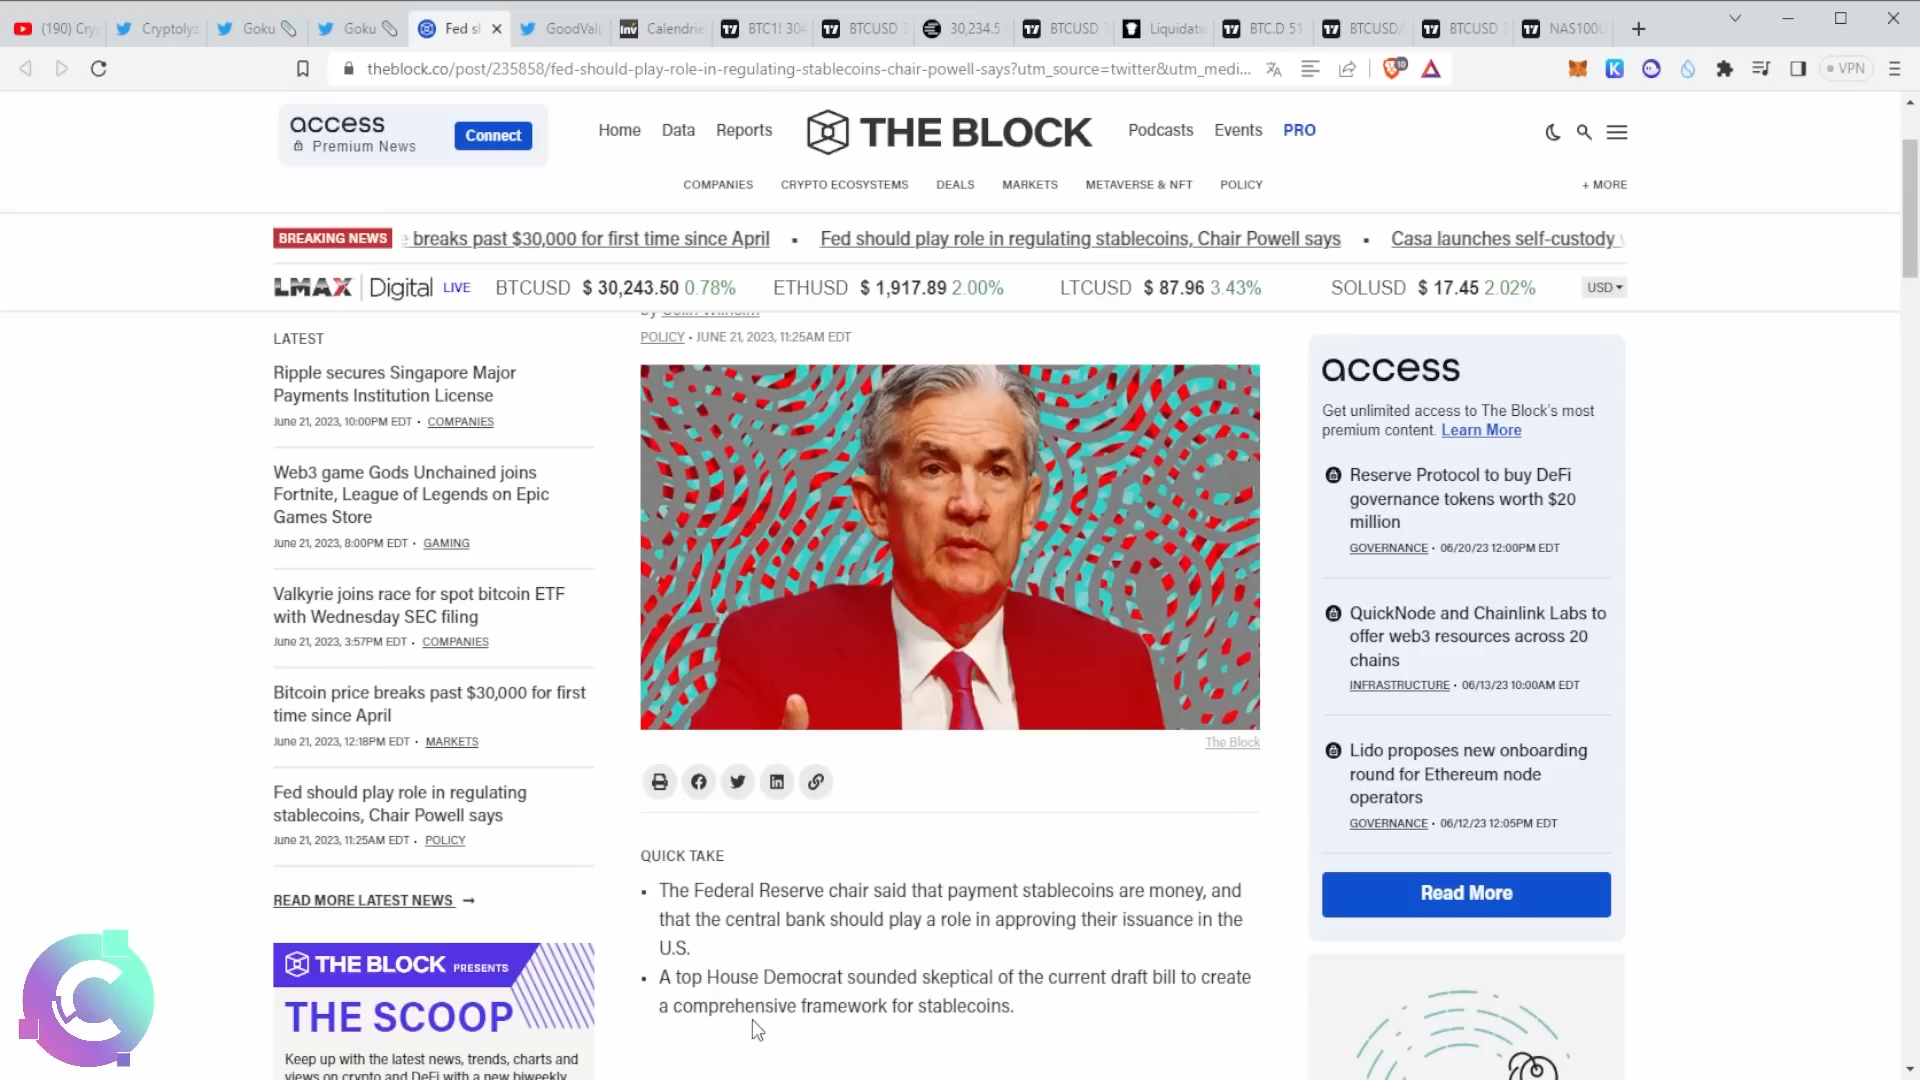 (190) Cry
Cryptoly
Goku
Goku
Fed s
GoodVal
Calendrie
BTC1! 304
BTCUSD
30,234.5
BTCUSD
Liquidati
BTC.D 51
BTCUSD/
BTCUSD
NAS100U
theblock.co/post/235858/fed-should-play-role-in-regulating-stablecoins-chair-powell-says?utm_source=twitter&utm_medi...
10
VPN
access
Premium News
Connect
Home
Data
Reports
THE BLOCK
Podcasts
Events
PRO
COMPANIES
CRYPTO ECOSYSTEMS
DEALS
MARKETS
METAVERSE & NFT
POLICY
+ MORE
BREAKING NEWS
e breaks past $30,000 for first time since April
Fed should play role in regulating stablecoins, Chair Powell says
Casa launches self-custody
LMAX Digital LIVE
BTCUSD $ 30,243.50 0.78%
ETHUSD $ 1,917.89 2.00%
LTCUSD $ 87.96 3.43%
SOLUSD $ 17.45 2.02%
USD
LATEST
Ripple secures Singapore Major
Payments Institution License
June 21, 2023, 10:00PM EDT • COMPANIES
Web3 game Gods Unchained joins
Fortnite, League of Legends on Epic
Games Store
June 21, 2023, 8:00PM EDT • GAMING
Valkyrie joins race for spot bitcoin ETF
with Wednesday SEC filing
June 21, 2023, 3:57PM EDT • COMPANIES
Bitcoin price breaks past $30,000 for first
time since April
June 21, 2023, 12:18PM EDT • MARKETS
Fed should play role in regulating
stablecoins, Chair Powell says
June 21, 2023, 11:25AM EDT • POLICY
READ MORE LATEST NEWS →
THE BLOCK PRESENTS
THE SCOOP
Keep up with the latest news, trends, charts and
views on crypto and DeFi with a new biweekly
by Colin Wilhelm
POLICY • JUNE 21, 2023, 11:25AM EDT
The Block
QUICK TAKE
• The Federal Reserve chair said that payment stablecoins are money, and
that the central bank should play a role in approving their issuance in the
U.S.
• A top House Democrat sounded skeptical of the current draft bill to create
a comprehensive framework for stablecoins.
access
Get unlimited access to The Block's most
premium content. Learn More
Reserve Protocol to buy DeFi
governance tokens worth $20
million
GOVERNANCE • 06/20/23 12:00PM EDT
QuickNode and Chainlink Labs to
offer web3 resources across 20
chains
INFRASTRUCTURE • 06/13/23 10:00AM EDT
Lido proposes new onboarding
round for Ethereum node
operators
GOVERNANCE • 06/12/23 12:05PM EDT
Read More